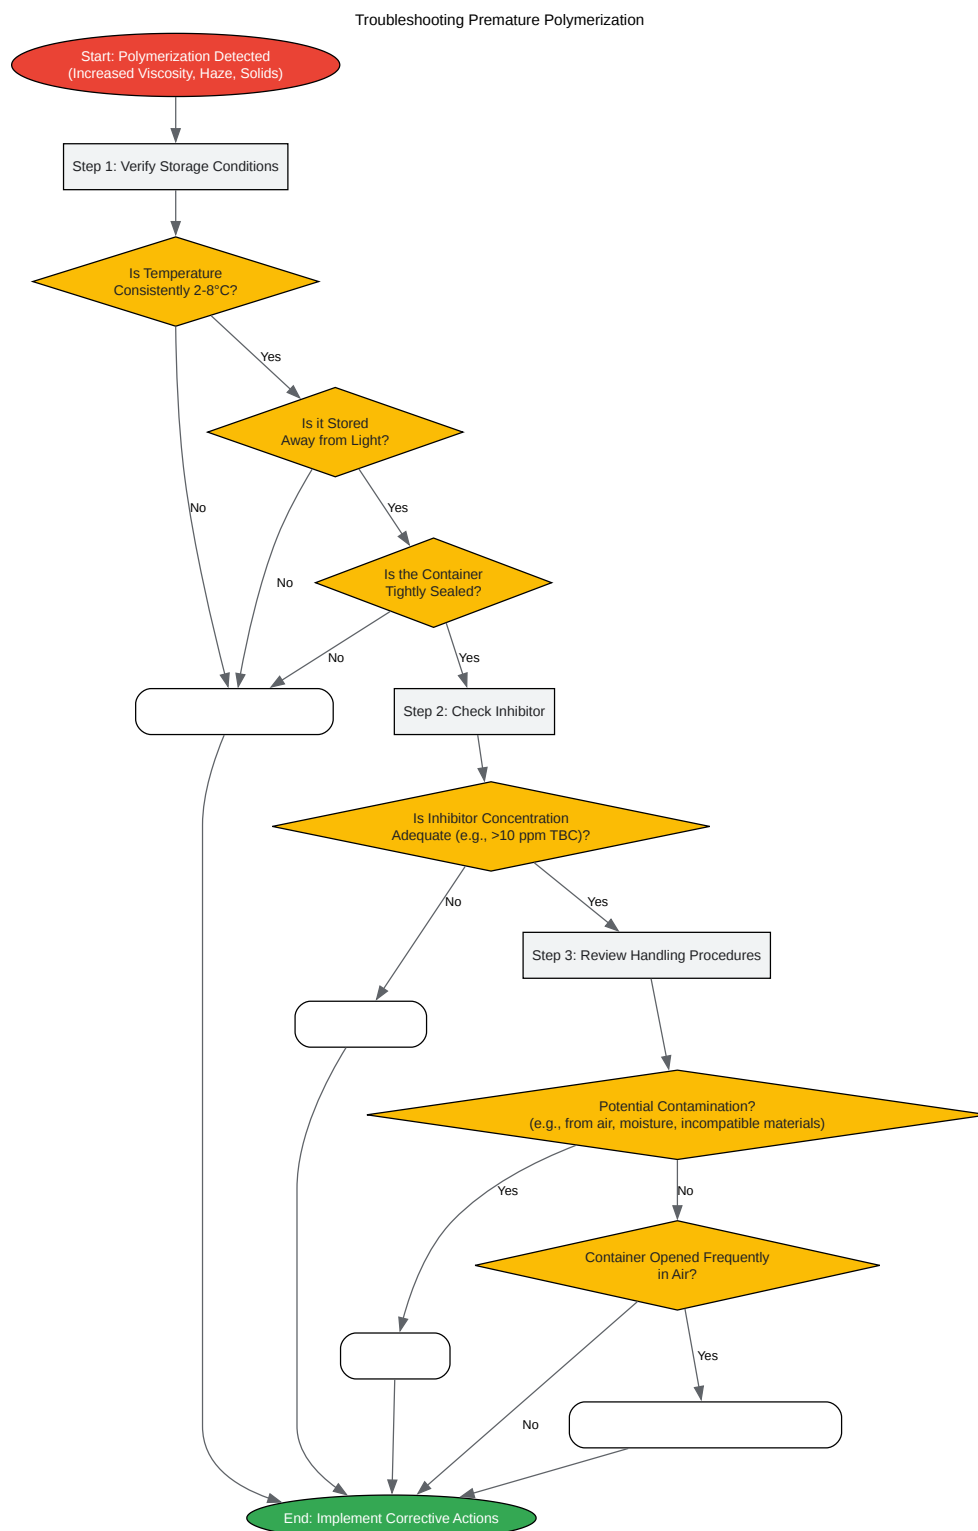 Troubleshooting Premature Polymerization
Start: Polymerization Detected
(Increased Viscosity, Haze, Solids)
Step 1: Verify Storage Conditions
Is Temperature
Consistently 2-8°C?
Yes
Is it Stored
Away from Light?
No
Yes
Is the Container
Tightly Sealed?
No
No
Yes
Step 2: Check Inhibitor
Is Inhibitor Concentration
Adequate (e.g., >10 ppm TBC)?
No
Yes
Step 3: Review Handling Procedures
Potential Contamination?
(e.g., from air, moisture, incompatible materials)
Yes
No
Container Opened Frequently
in Air?
Yes
No
End: Implement Corrective Actions